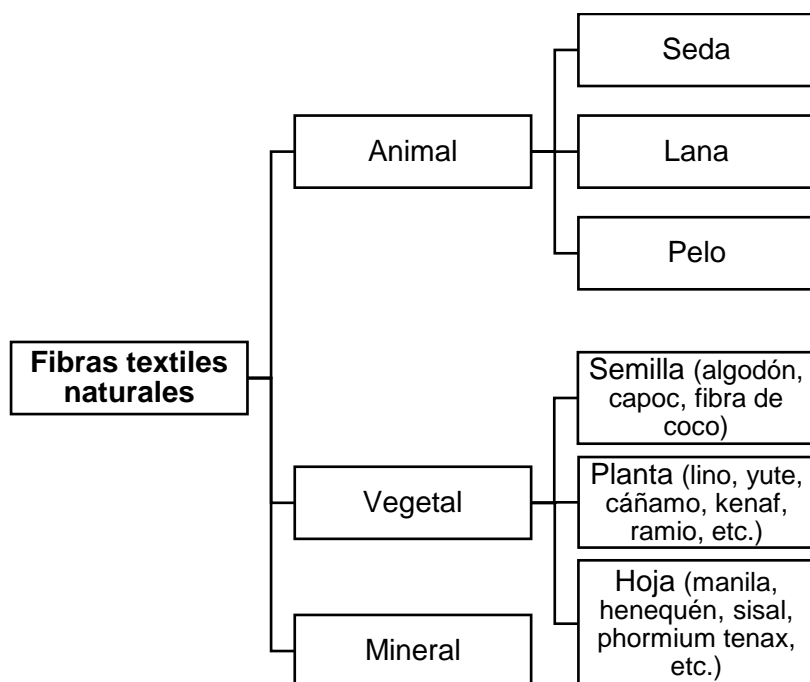 Fibras textiles
naturales
Animal
Seda
Lana
Pelo
Vegetal
Semilla (algodón,
capoc, fibra de
coco)
Planta (lino, yute,
cáñamo, kenaf,
ramio, etc.)
Hoja (manila,
henequén, sisal,
phormium tenax,
etc.)
Mineral